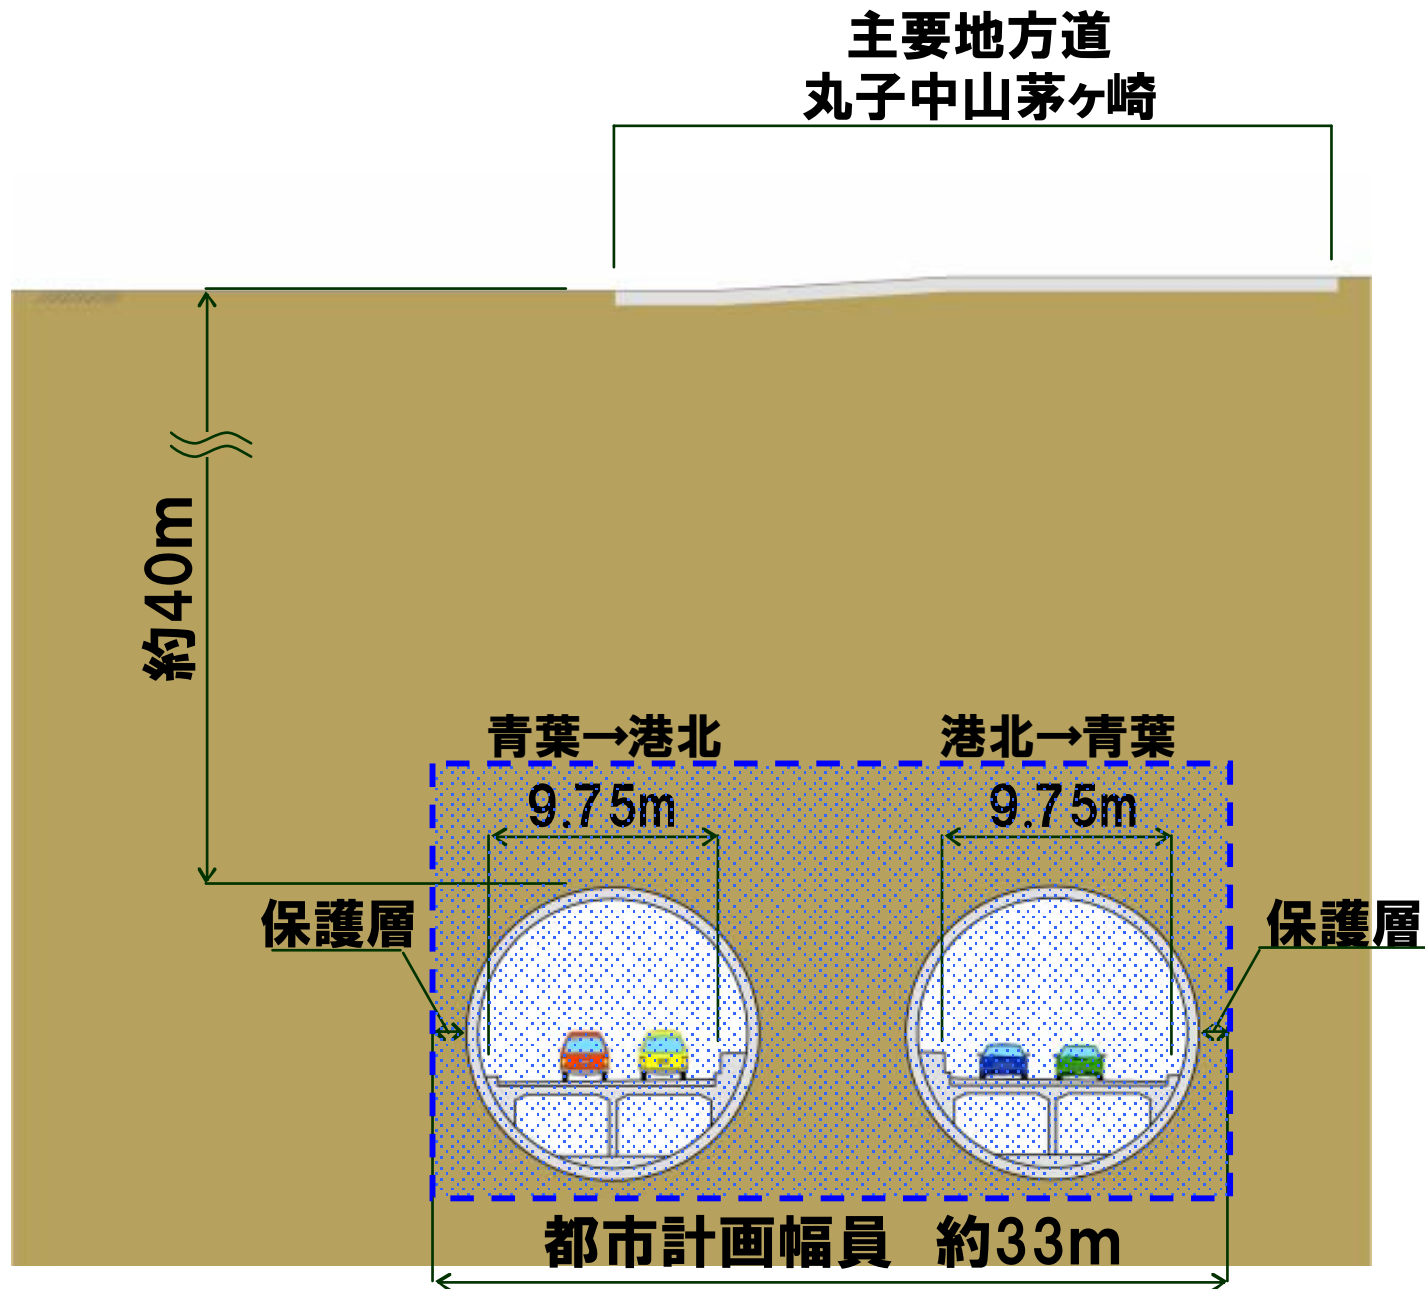 主要地方道
丸子中山茅ヶ崎
約40m
青葉→港北
港北→青葉
9.75m
9.75m
保護層
保護層
都市計画幅員　約33m